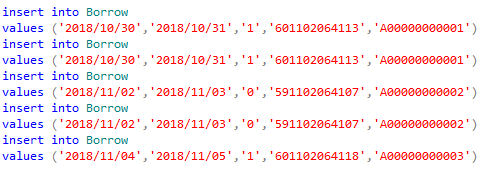 insert into Borrow
values ('2018/10/30','2018/10/31','1','601102064113','A00000000001')
insert into Borrow
values ('2018/10/30','2018/10/31','1','601102064113','A00000000001')
insert into Borrow
values ('2018/11/02','2018/11/03','0','591102064107','A00000000002')
insert into Borrow
values ('2018/11/02','2018/11/03','0','591102064107','A00000000002')
insert into Borrow
values ('2018/11/04','2018/11/05','1','601102064118','A00000000003')